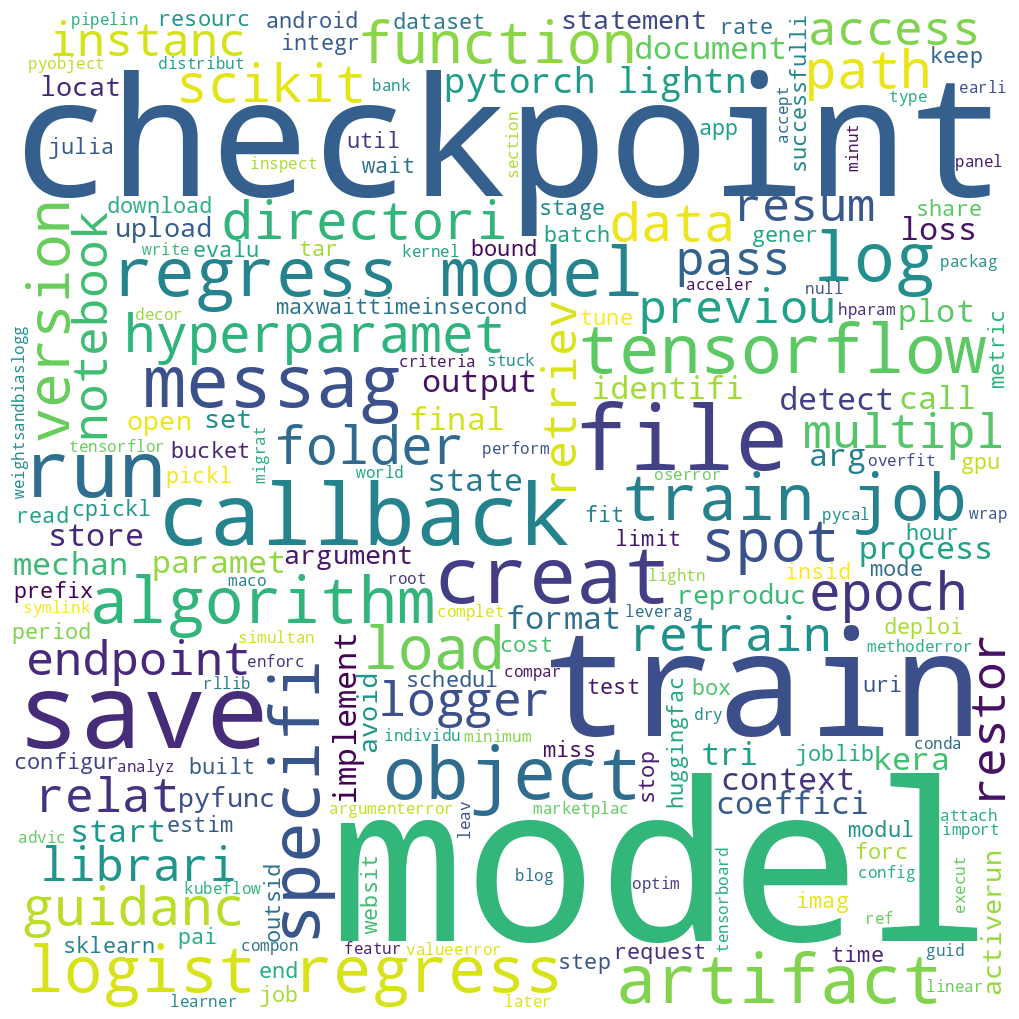 pipelin resourc android dataset statement rate access
instanc integr function document successfulli keep
pyobject distribut scikit bank pytorch lightn path earli
locat checkpoint type
julia inspect util wait section app accept minut panel
download directori stage data resum share
upload batch gener loss
version notebook write evalu tar kernel bound pass log packag
regress model acceler null
maxwaittimeinsecond retriev tune previou hparam plot metric
decor hyperparamet criteria stuck tensorflow
messag output identifi detect call
weightsandbiaslogg open set final file multipl
tensorflor bucket migrat folder perform arg overfit
run pickl world state oserror gpu
read cpickl callback fit train job pycal wrap
store limit spot hour process
mechan paramet argument creat lightn insid mode epoch
prefix maco root reproduc
symlink algorithm complet format leverag
period simultan load cost retrain deploi
endpoint enforc implement compar methoderror
save rllib specifi avoid schedul logger test train box uri restor
individu minimum huggingfac dry
configur analyz built miss stop tri joblib kera conda
relat pyfunc object context
argumenterror marketplac coeffici attach
advic start estim leav modul import
librari model forc
kubeflow outsid websit blog optim tensorboard config execut activerun
guidanc imag ref
sklearn pai compon featur valueerror request time guid
logist end regress step artifact linear
job learner later